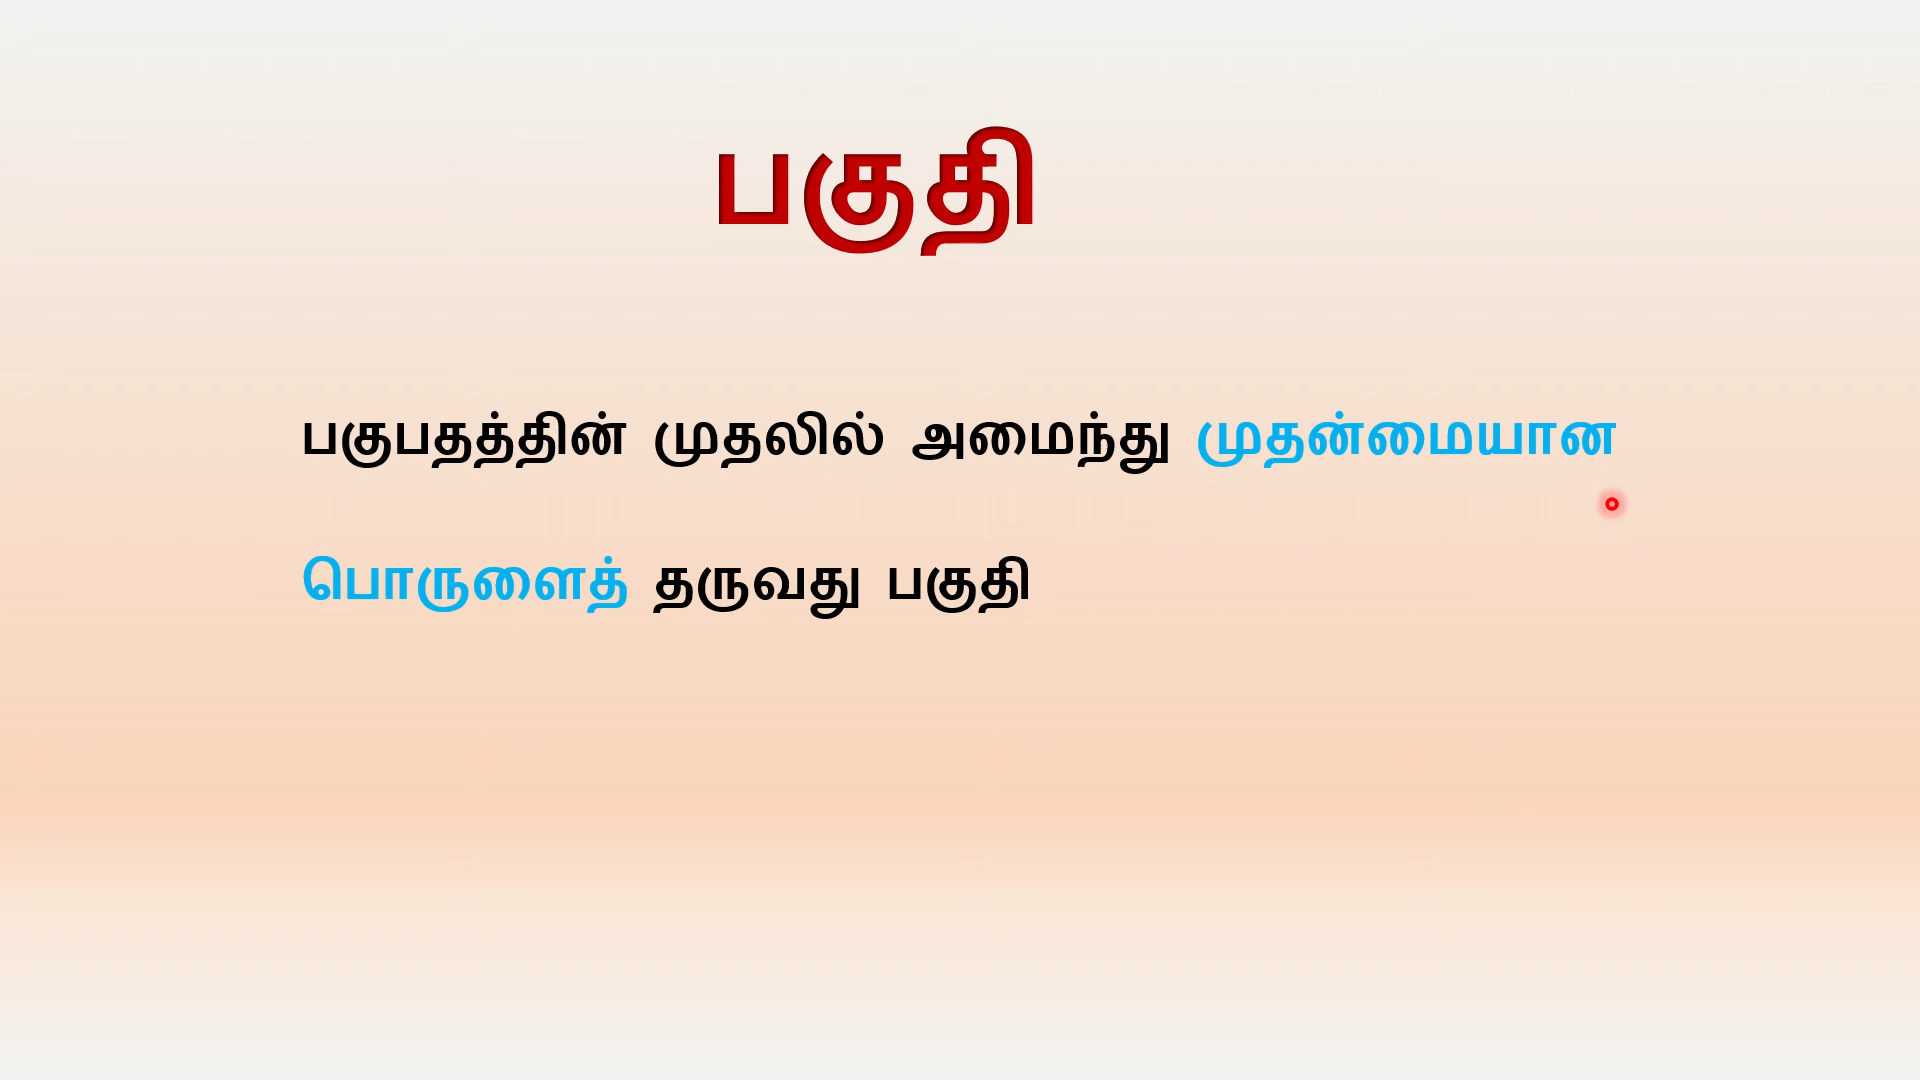 பகுதி
பகுபதத்தின் முதலில் அமைந்து முதன்மையான
பொருளைத் தருவது பகுதி